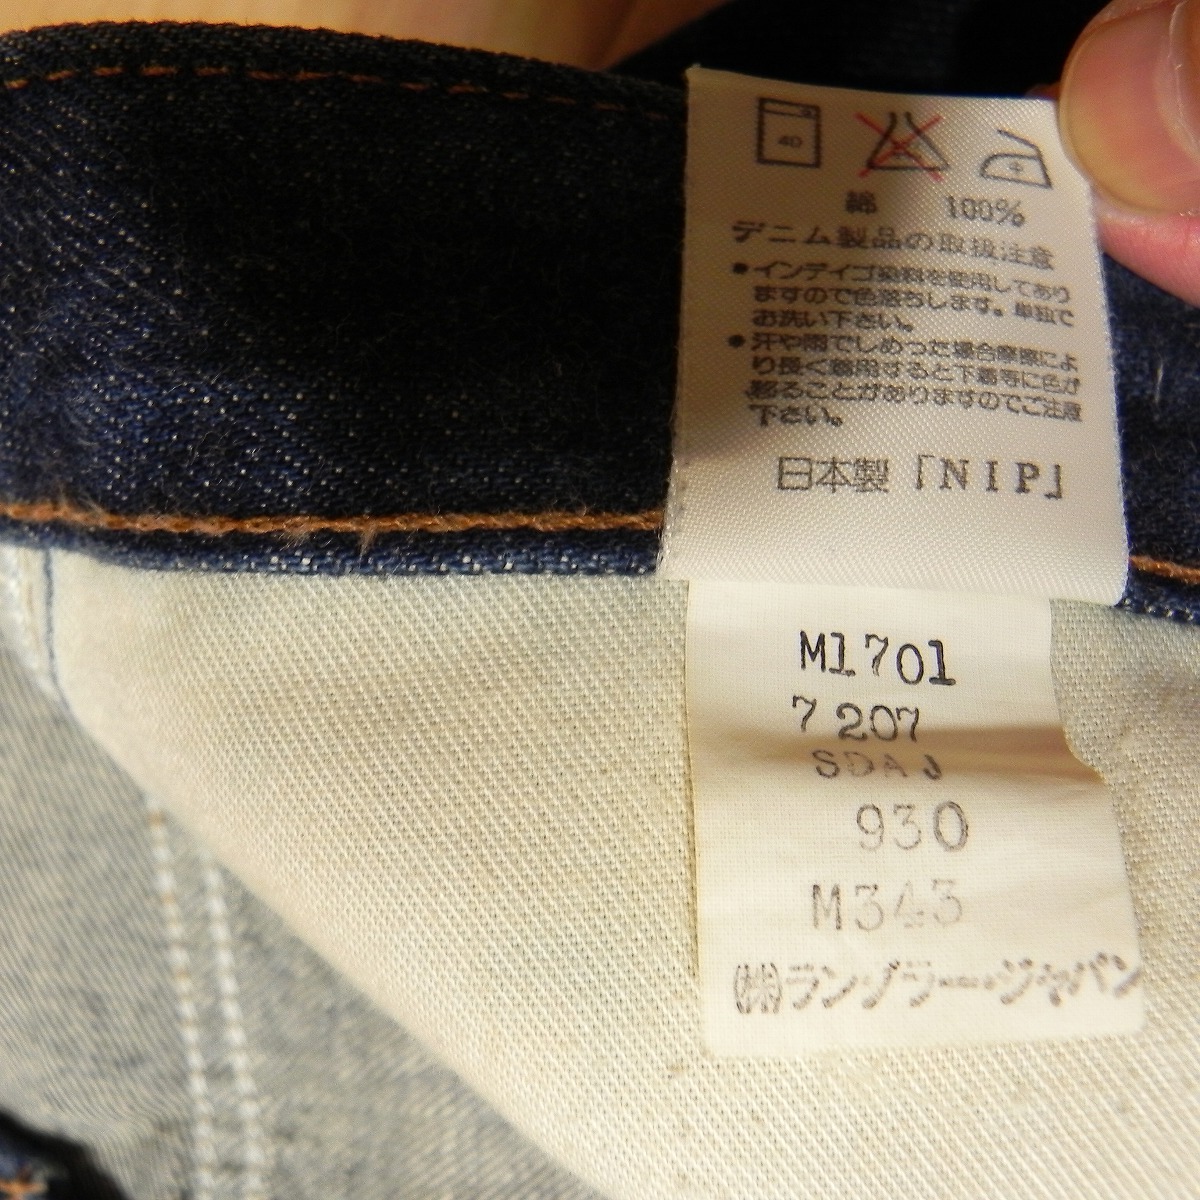 40
綿 100%
デニム製品の取扱注意
●インディゴ染料を使用してあり
ますので色落ちします。単独で
お洗い下さい。
●汗や雨でしめった場合摩擦によ
り長く着用すると下着等に色が
移ることがありますのでご注意
下さい。
日本製「NIP」
M1701
7 207
SDA J
930
M343
(株)ラングラー・ジャパン